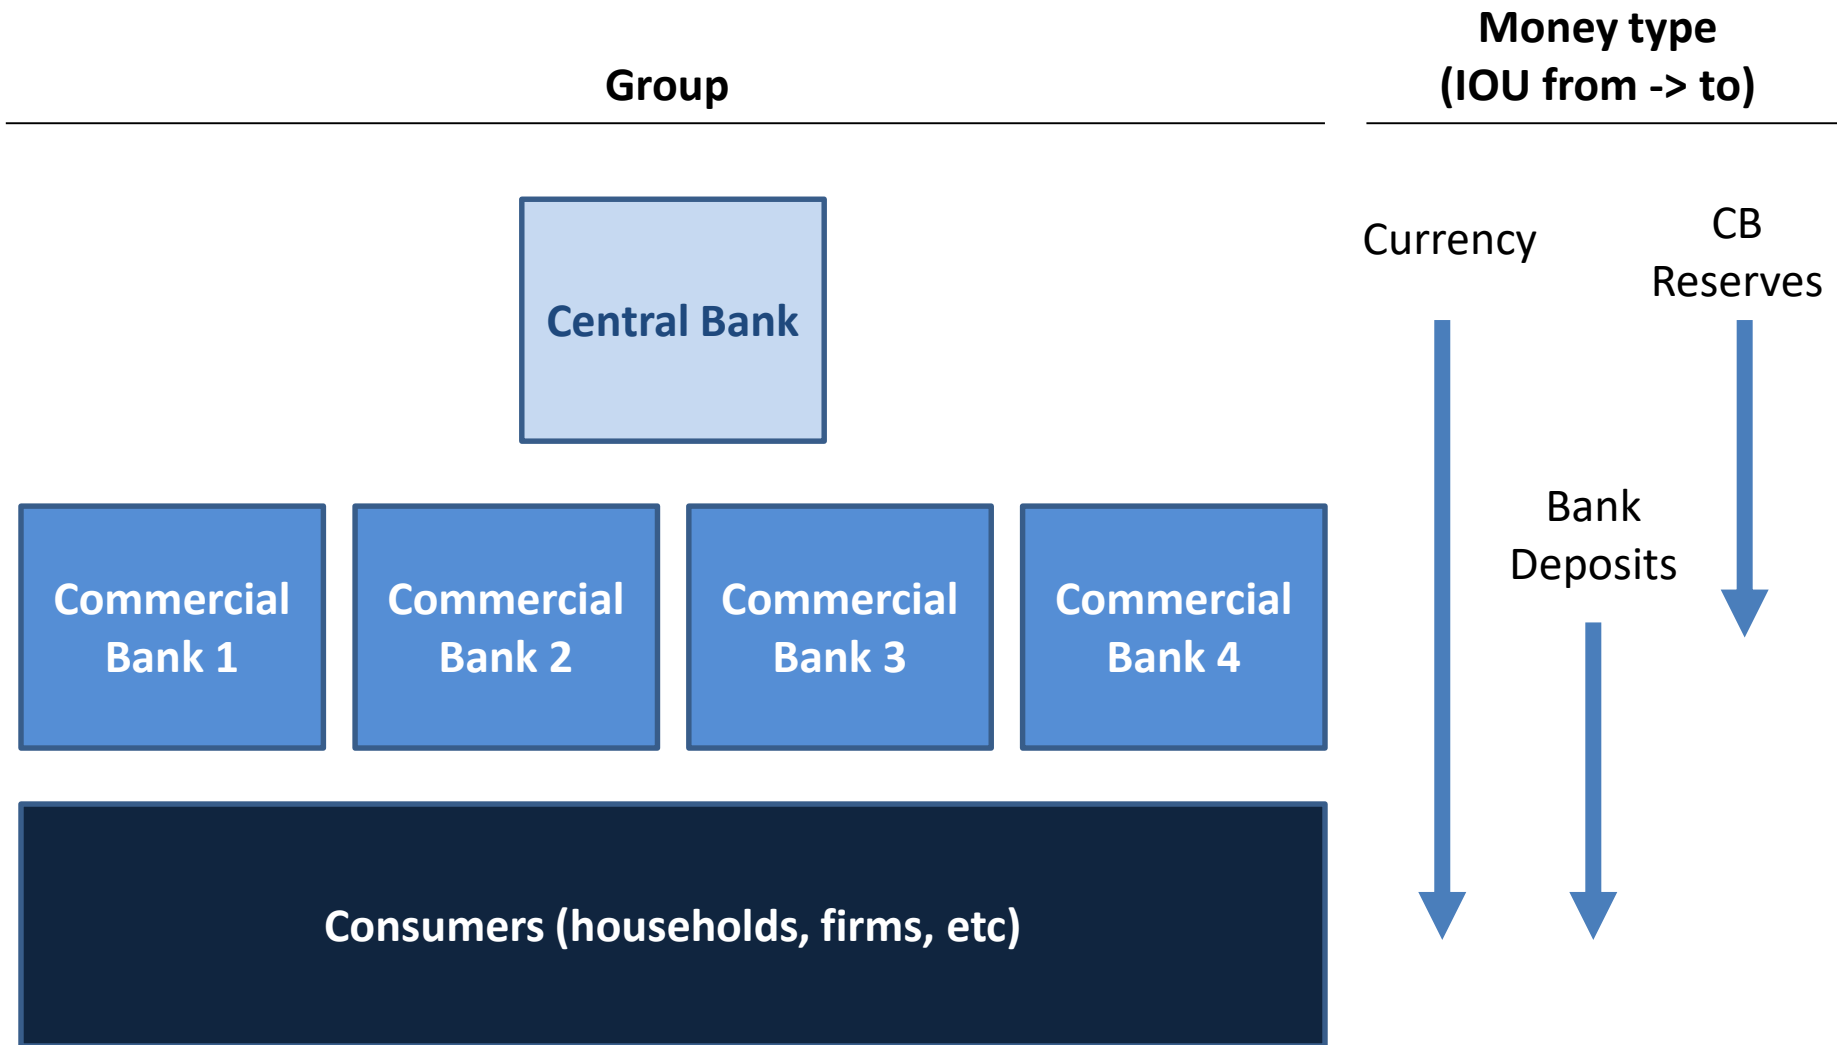 Group
Money type
(IOU from -> to)
Central Bank
Currency
CB
Reserves
Commercial
Bank 1
Commercial
Bank 2
Commercial
Bank 3
Commercial
Bank 4
Bank
Deposits
Consumers (households, firms, etc)